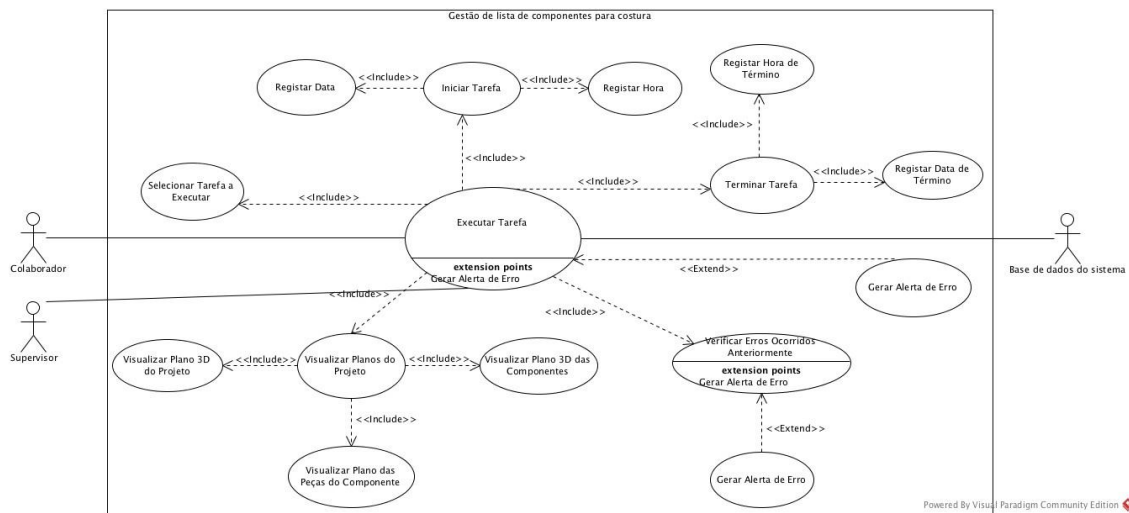 Gestão de lista de componentes para costura
Registar Data
<<Include>>
Iniciar Tarefa
<<Include>>
Registar Hora
Registar Hora de
Término
<<Include>>
<<Include>>
Selecionar Tarefa a
Executar
<<Include>>
<<Include>>
Terminar Tarefa
<<Include>>
Registar Data de
Término
Executar Tarefa
extension points
Gerar Alerta de Erro
Colaborador
Base de dados do sistema
<<Extend>>
Gerar Alerta de Erro
Supervisor
<<Include>>
<<Include>>
Visualizar Plano 3D
do Projeto
<<Include>>
Visualizar Planos do
Projeto
<<Include>>
Visualizar Plano 3D das
Componentes
Verificar Erros Ocorridos
Anteriormente
extension points
Gerar Alerta de Erro
<<Include>>
<<Extend>>
Visualizar Plano das
Peças do Componente
Gerar Alerta de Erro
Powered By Visual Paradigm Community Edition